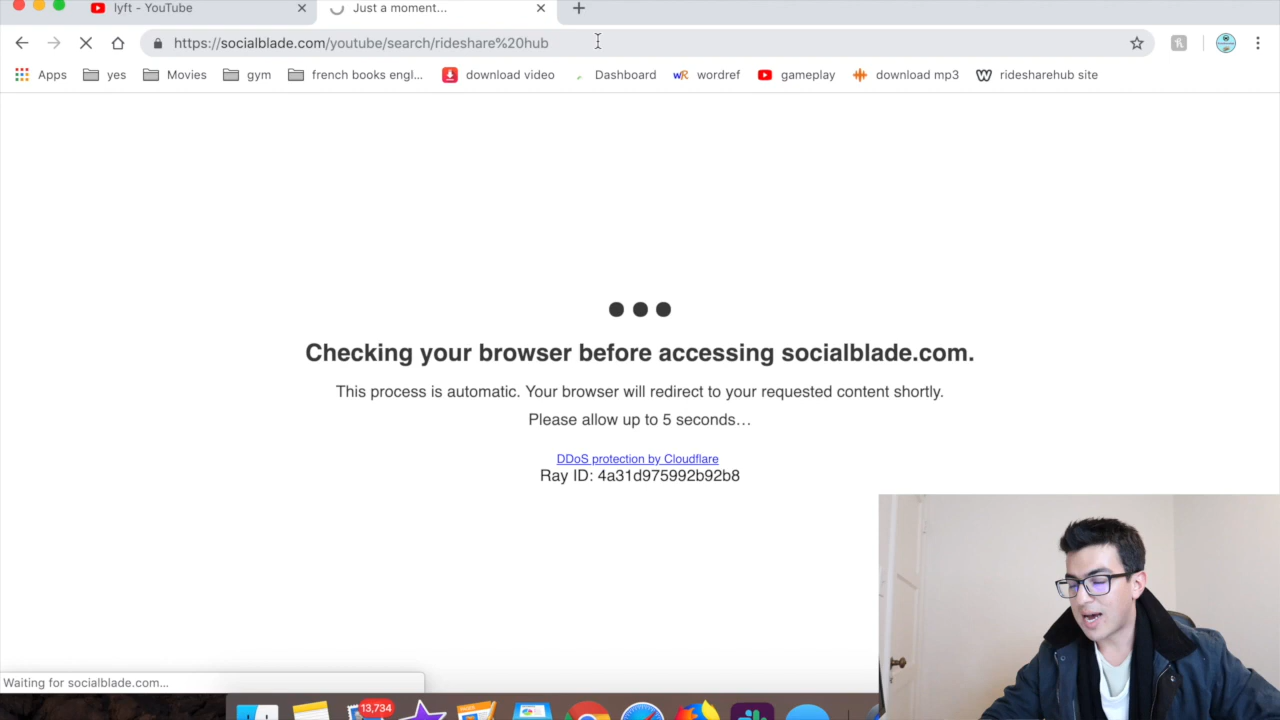 lyft - YouTube
Just a moment...
https://socialblade.com/youtube/search/rideshare%20hub
Apps yes Movies gym french books engl... download video Dashboard wR wordref gameplay download mp3 ridesharehub site
Checking your browser before accessing socialblade.com.
This process is automatic. Your browser will redirect to your requested content shortly.
Please allow up to 5 seconds…
DDoS protection by Cloudflare
Ray ID: 4a31d975992b92b8
Waiting for socialblade.com...
13,734